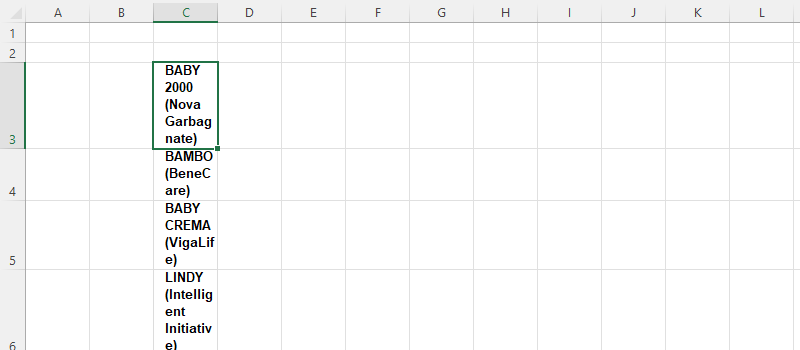 A B C D E F G H I J K L
1
2
BABY
2000
(Nova
Garbag
3 nate)
BAMBO
(BeneC
4 are)
BABY
CREMA
(VigaLif
5 e)
LINDY
(Intellig
ent
Initiativ
6 e)